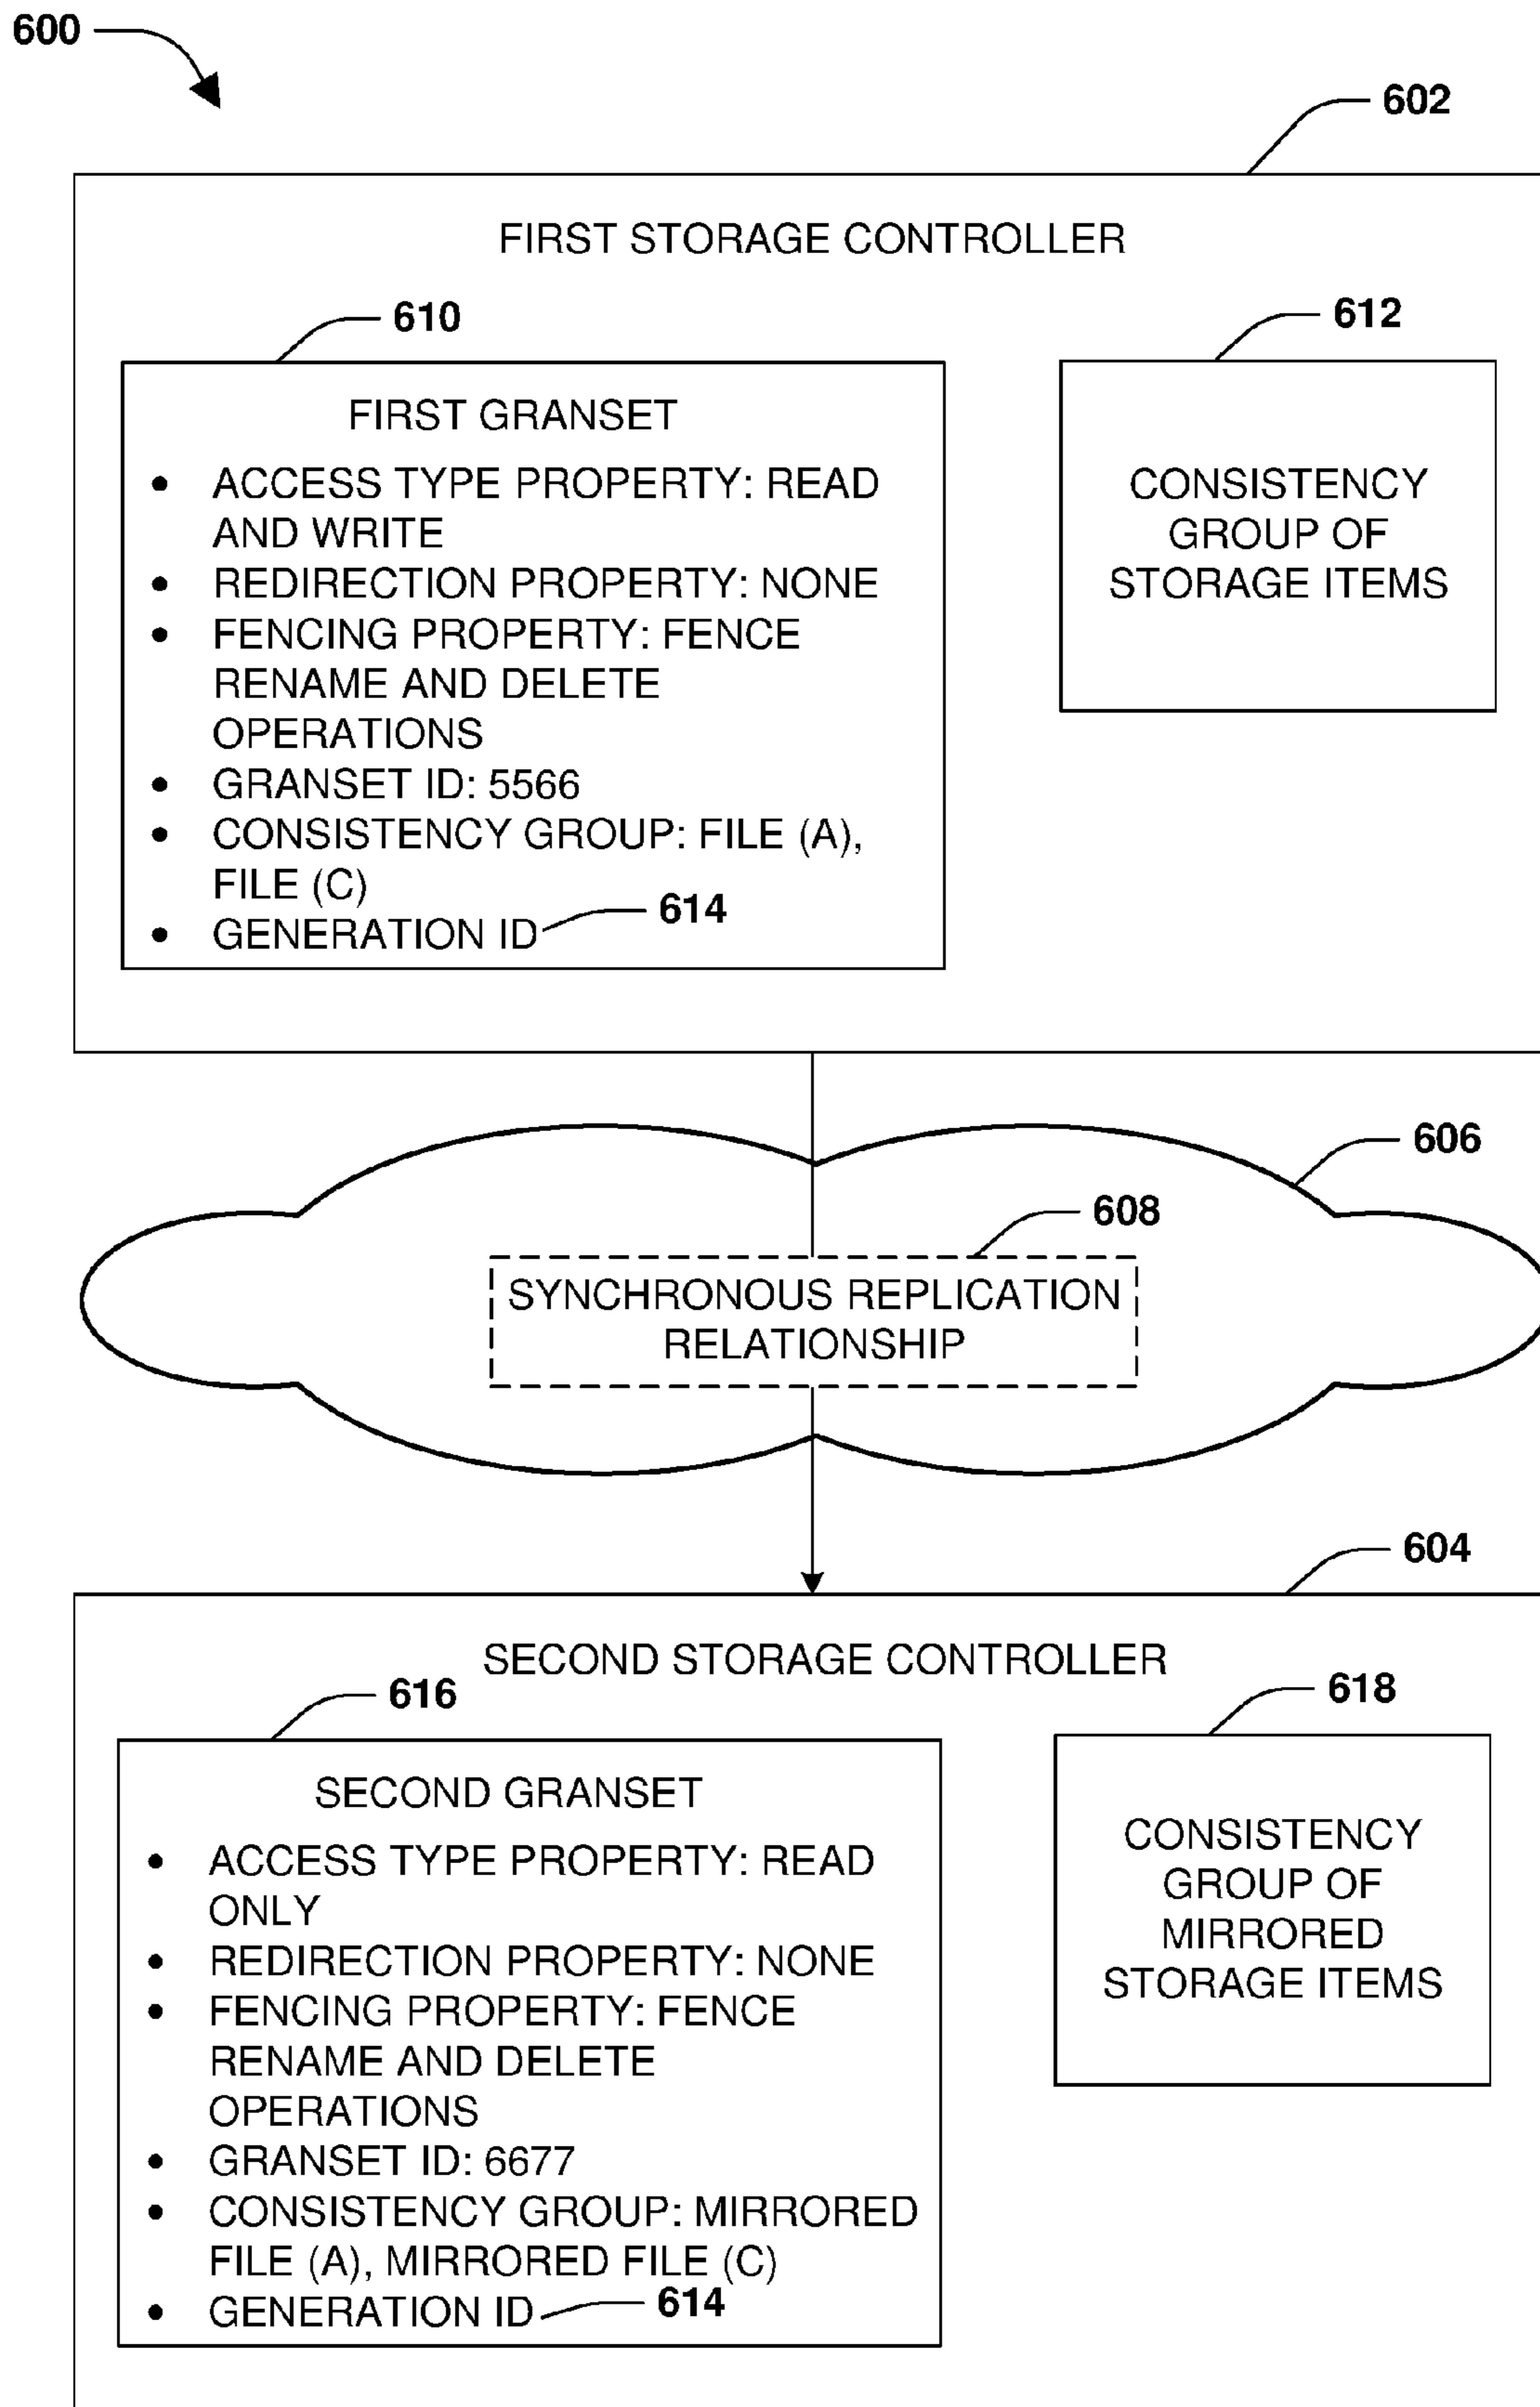 600
602
FIRST STORAGE CONTROLLER
610
612
FIRST GRANSET
• ACCESS TYPE PROPERTY: READ
AND WRITE
• REDIRECTION PROPERTY: NONE
• FENCING PROPERTY: FENCE
RENAME AND DELETE
OPERATIONS
• GRANSET ID: 5566
• CONSISTENCY GROUP: FILE (A),
FILE (C)
• GENERATION ID
614
CONSISTENCY
GROUP OF
STORAGE ITEMS
606
608
SYNCHRONOUS REPLICATION
RELATIONSHIP
604
SECOND STORAGE CONTROLLER
616
618
SECOND GRANSET
• ACCESS TYPE PROPERTY: READ
ONLY
• REDIRECTION PROPERTY: NONE
• FENCING PROPERTY: FENCE
RENAME AND DELETE
OPERATIONS
• GRANSET ID: 6677
• CONSISTENCY GROUP: MIRRORED
FILE (A), MIRRORED FILE (C)
• GENERATION ID
614
CONSISTENCY
GROUP OF
MIRRORED
STORAGE ITEMS